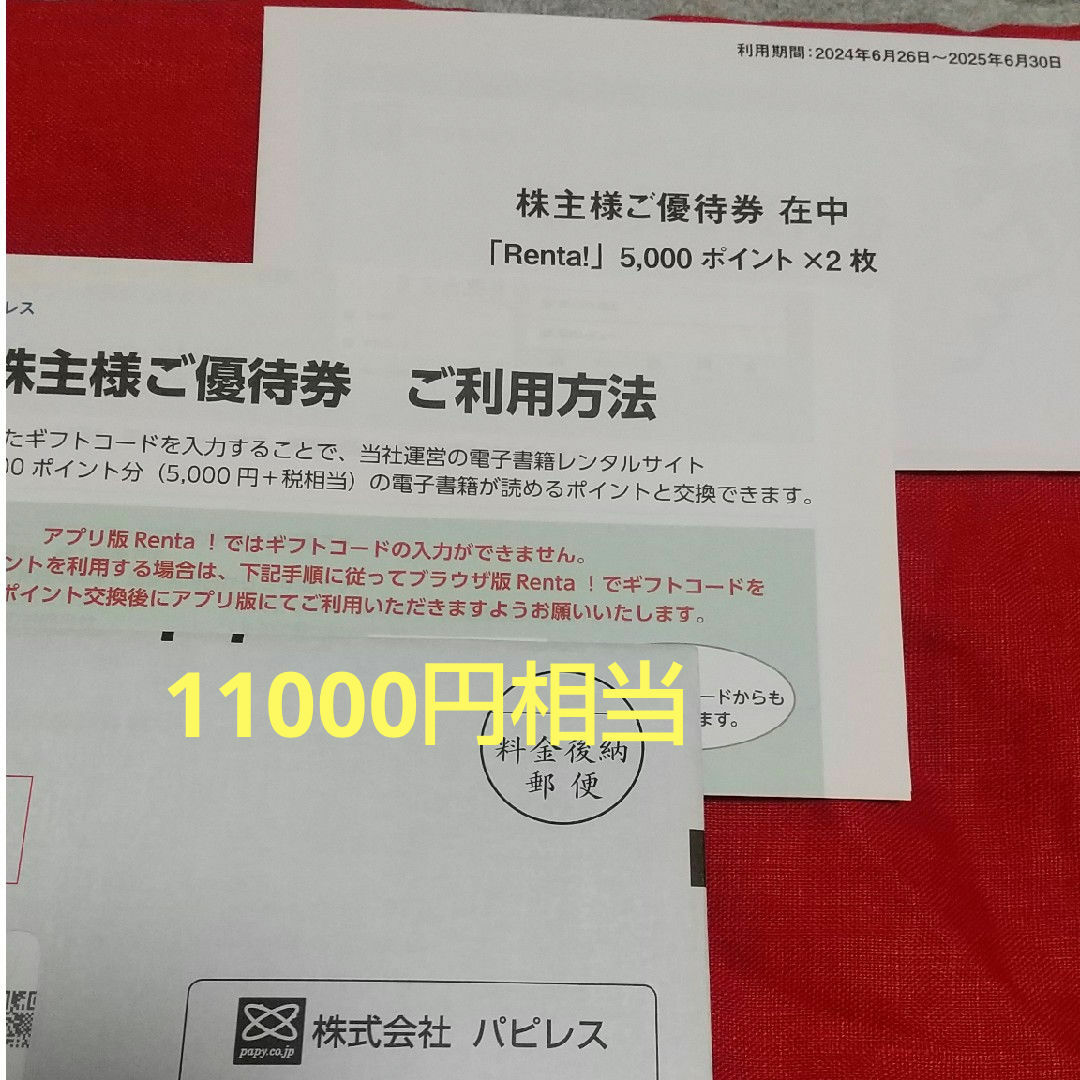 利用期間:2024年6月26日～2025年6月30日
株主様ご優待券 在中
「Renta!」5,000 ポイント ×2 枚
レス
株主様ご優待券 ご利用方法
たギフトコードを入力することで、当社運営の電子書籍レンタルサイト
00 ポイント分（5,000 円＋税相当）の電子書籍が読めるポイントと交換できます。
アプリ版 Renta ！ではギフトコードの入力ができません。
ントを利用する場合は、下記手順に従ってブラウザ版 Renta ！でギフトコードを
ポイント交換後にアプリ版にてご利用いただきますようお願いいたします。
ードからも
ます。
11000円相当
料金後納
郵便
papy.co.jp
株式会社 パピレス